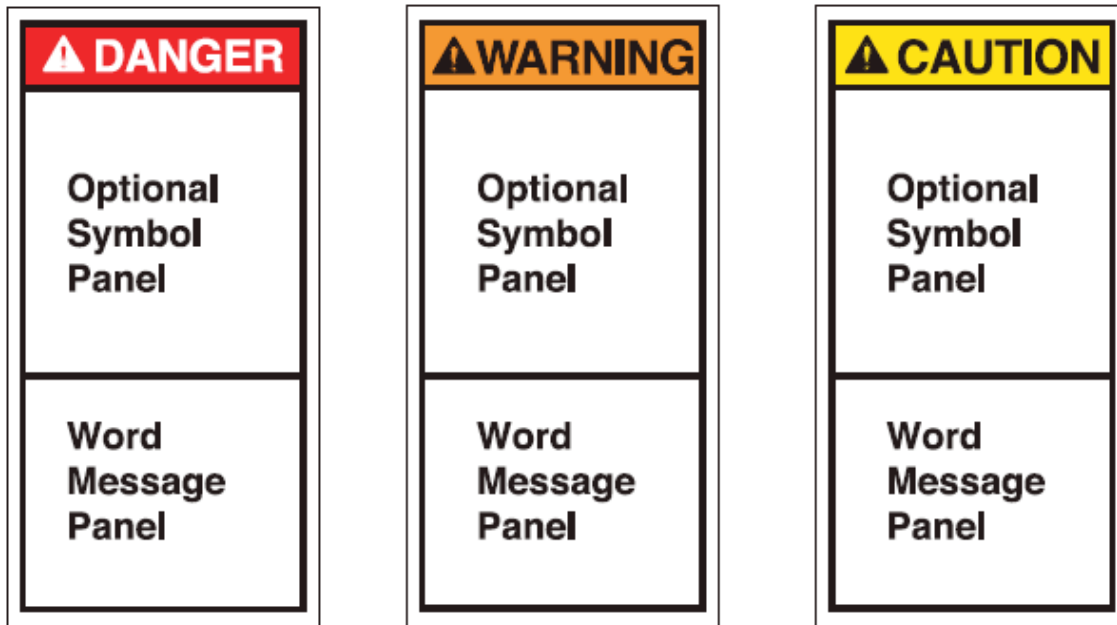 DANGER
Optional
Symbol
Panel
Word
Message
Panel
WARNING
Optional
Symbol
Panel
Word
Message
Panel
CAUTION
Optional
Symbol
Panel
Word
Message
Panel